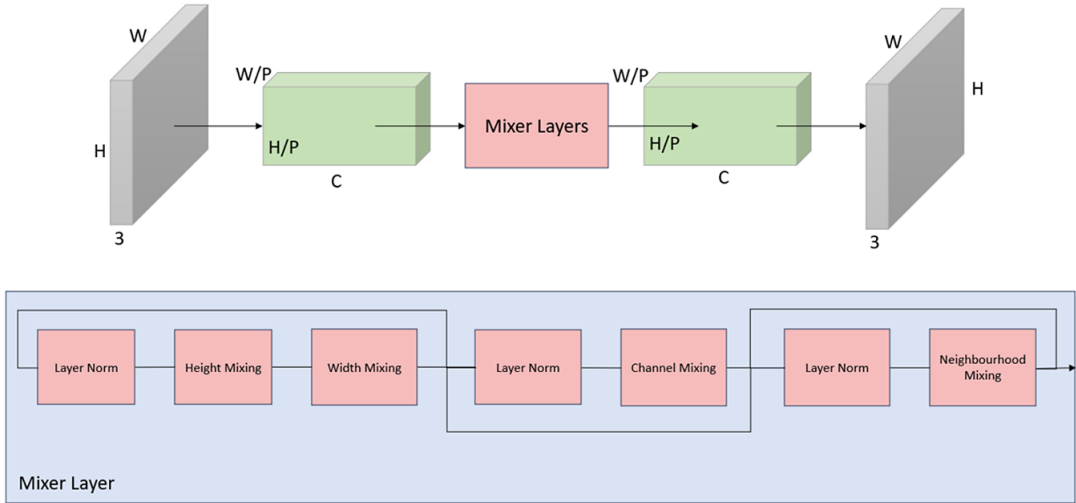 W
H
3
W/P
H/P
C
Mixer Layers
W/P
H/P
C
W
H
3
Layer Norm
Height Mixing
Width Mixing
Layer Norm
Channel Mixing
Layer Norm
Neighbourhood
Mixing
Mixer Layer